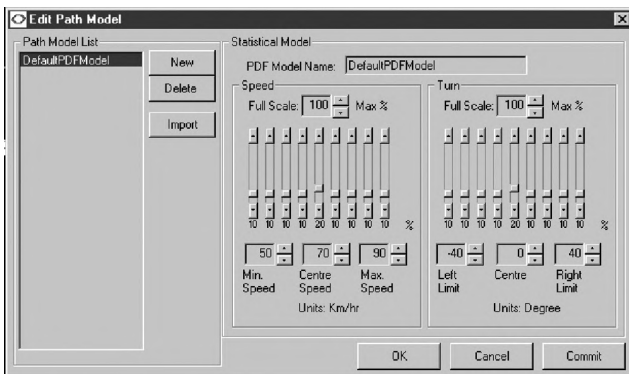 Edit Path Model
Path Model List
DefaultPDFModel
New
Delete
Import
Statistical Model
PDF Model Name: DefaultPDFModel
Speed
Full Scale: 100 Max %
10 10 10 10 20 10 10 10 10 %
50 70 90
Min. Speed
Centre Speed
Max. Speed
Units: Km/hr
Turn
Full Scale: 100 Max %
10 10 10 10 20 10 10 10 10 %
-40 0 40
Left Limit
Centre
Right Limit
Units: Degree
OK
Cancel
Commit